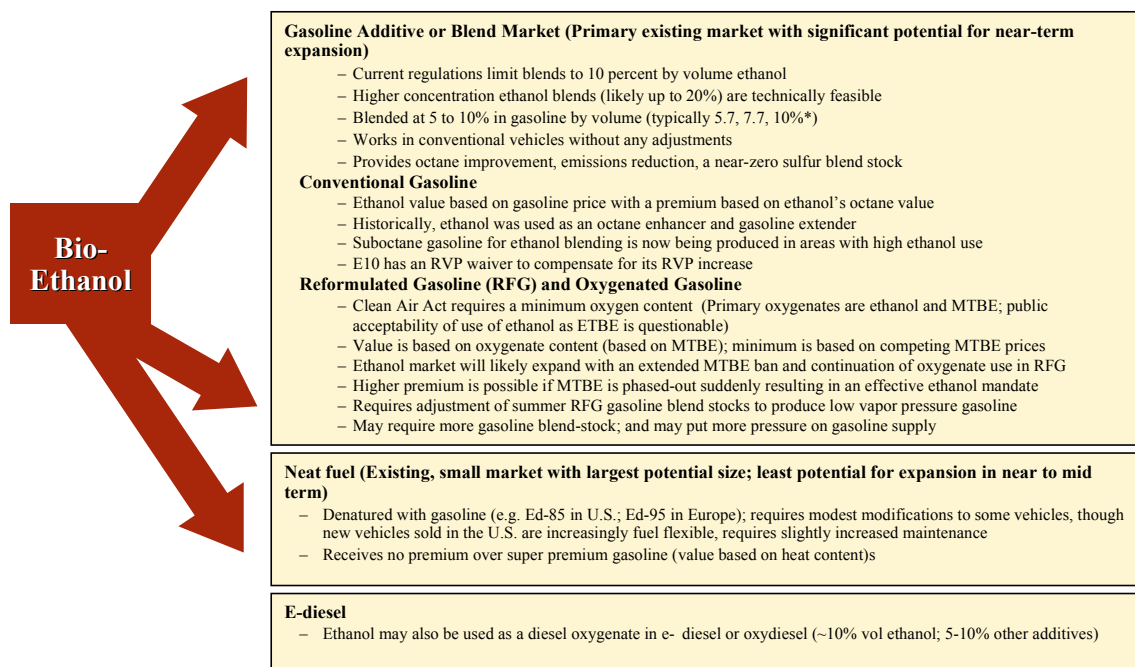 Bio-
Ethanol
Gasoline Additive or Blend Market (Primary existing market with significant potential for near-term
expansion)
– Current regulations limit blends to 10 percent by volume ethanol
– Higher concentration ethanol blends (likely up to 20%) are technically feasible
– Blended at 5 to 10% in gasoline by volume (typically 5.7, 7.7, 10%*)
– Works in conventional vehicles without any adjustments
– Provides octane improvement, emissions reduction, a near-zero sulfur blend stock
Conventional Gasoline
– Ethanol value based on gasoline price with a premium based on ethanol’s octane value
– Historically, ethanol was used as an octane enhancer and gasoline extender
– Suboctane gasoline for ethanol blending is now being produced in areas with high ethanol use
– E10 has an RVP waiver to compensate for its RVP increase
Reformulated Gasoline (RFG) and Oxygenated Gasoline
– Clean Air Act requires a minimum oxygen content (Primary oxygenates are ethanol and MTBE; public
acceptability of use of ethanol as ETBE is questionable)
– Value is based on oxygenate content (based on MTBE); minimum is based on competing MTBE prices
– Ethanol market will likely expand with an extended MTBE ban and continuation of oxygenate use in RFG
– Higher premium is possible if MTBE is phased-out suddenly resulting in an effective ethanol mandate
– Requires adjustment of summer RFG gasoline blend stocks to produce low vapor pressure gasoline
– May require more gasoline blend-stock; and may put more pressure on gasoline supply
Neat fuel (Existing, small market with largest potential size; least potential for expansion in near to mid
term)
– Denatured with gasoline (e.g. Ed-85 in U.S.; Ed-95 in Europe); requires modest modifications to some vehicles, though
new vehicles sold in the U.S. are increasingly fuel flexible, requires slightly increased maintenance
– Receives no premium over super premium gasoline (value based on heat content)s
E-diesel
– Ethanol may also be used as a diesel oxygenate in e- diesel or oxydiesel (~10% vol ethanol; 5-10% other additives)